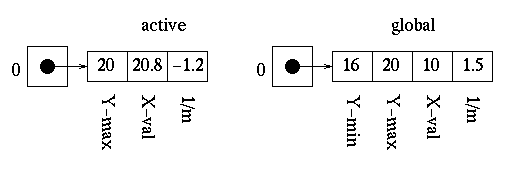 active
0 20 20.8 −1.2
Y−max X−val 1/m
global
0 16 20 10 1.5
Y−min Y−max X−val 1/m